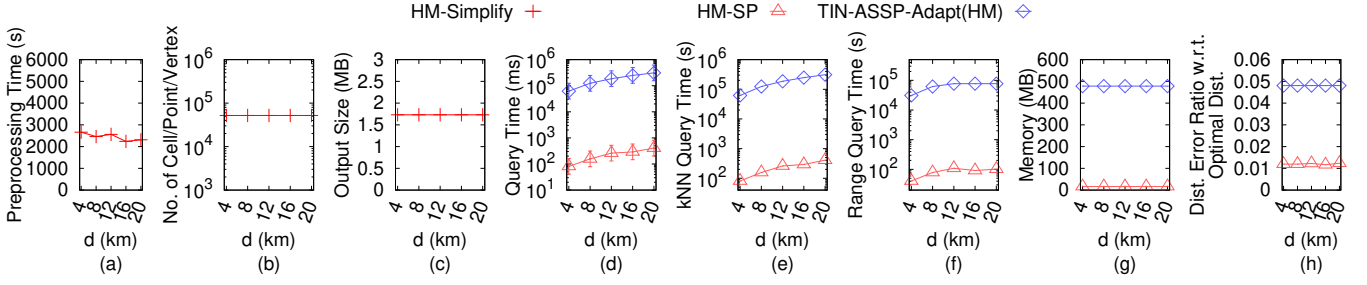 HM-Simplify HM-SP TIN-ASSP-Adapt(HM)
Preprocessing Time (s)
6000
5000
4000
3000
2000
1000
0
4 8 12 16 20
d (km)
(a)
No. of Cell/Point/Vertex
10^6
10^5
10^4
10^3
4 8 12 16 20
d (km)
(b)
Output Size (MB)
3
2.5
2
1.5
1
0.5
0
4 8 12 16 20
d (km)
(c)
Query Time (ms)
10^6
10^5
10^4
10^3
10^2
10^1
4 8 12 16 20
d (km)
(d)
kNN Query Time (s)
10^6
10^5
10^4
10^3
10^2
4 8 12 16 20
d (km)
(e)
Range Query Time (s)
10^5
10^4
10^3
10^2
4 8 12 16 20
d (km)
(f)
Memory (MB)
600
500
400
300
200
100
0
4 8 12 16 20
d (km)
(g)
Dist. Error Ratio w.r.t.
Optimal Dist.
0.06
0.05
0.04
0.03
0.02
0.01
0
4 8 12 16 20
d (km)
(h)